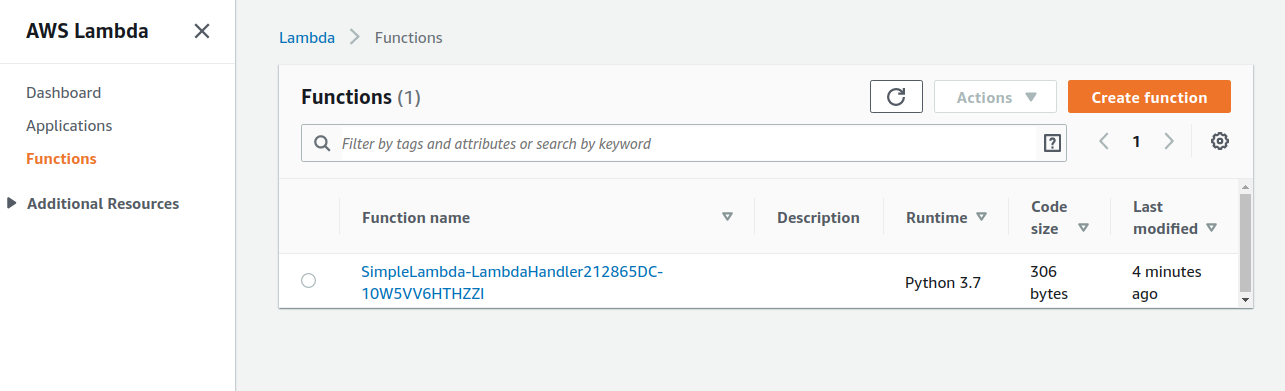 AWS Lambda
Dashboard
Applications
Functions
Additional Resources
Lambda
Functions
Functions (1)
Actions
Create function
Filter by tags and attributes or search by keyword
?
1
Function name
Description
Runtime
Code
size
Last
modified
SimpleLambda-LambdaHandler212865DC-
10W5VV6HTHZZI
Python 3.7
306
bytes
4 minutes
ago